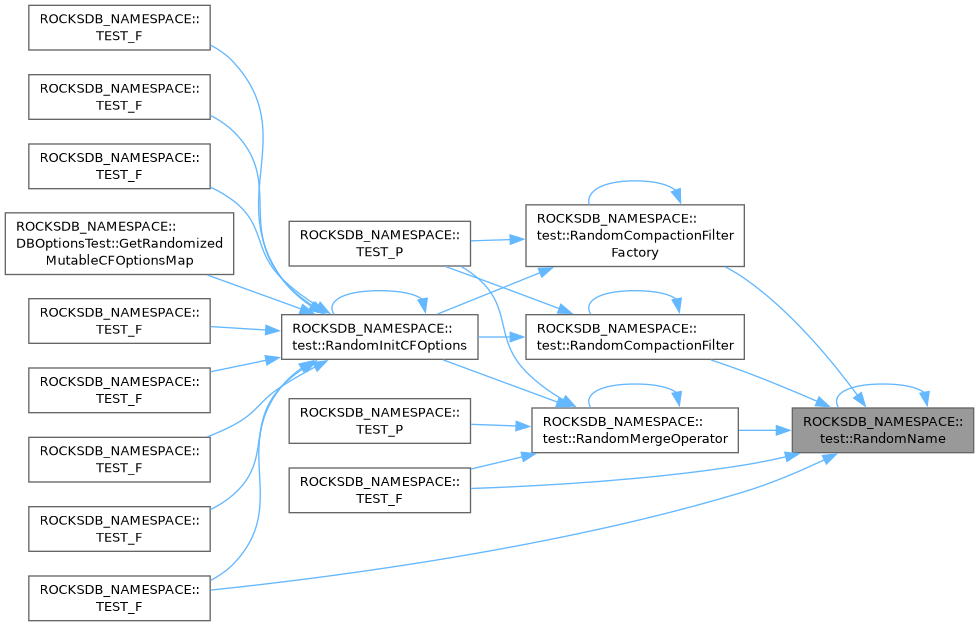 ROCKSDB_NAMESPACE::
TEST_F
ROCKSDB_NAMESPACE::
TEST_F
ROCKSDB_NAMESPACE::
TEST_F
ROCKSDB_NAMESPACE::
DBOptionsTest::GetRandomized
MutableCFOptionsMap
ROCKSDB_NAMESPACE::
TEST_F
ROCKSDB_NAMESPACE::
TEST_F
ROCKSDB_NAMESPACE::
TEST_F
ROCKSDB_NAMESPACE::
TEST_F
ROCKSDB_NAMESPACE::
TEST_F
ROCKSDB_NAMESPACE::
TEST_P
ROCKSDB_NAMESPACE::
test::RandomInitCFOptions
ROCKSDB_NAMESPACE::
TEST_P
ROCKSDB_NAMESPACE::
TEST_F
ROCKSDB_NAMESPACE::
test::RandomCompactionFilter
Factory
ROCKSDB_NAMESPACE::
test::RandomCompactionFilter
ROCKSDB_NAMESPACE::
test::RandomMergeOperator
ROCKSDB_NAMESPACE::
test::RandomName